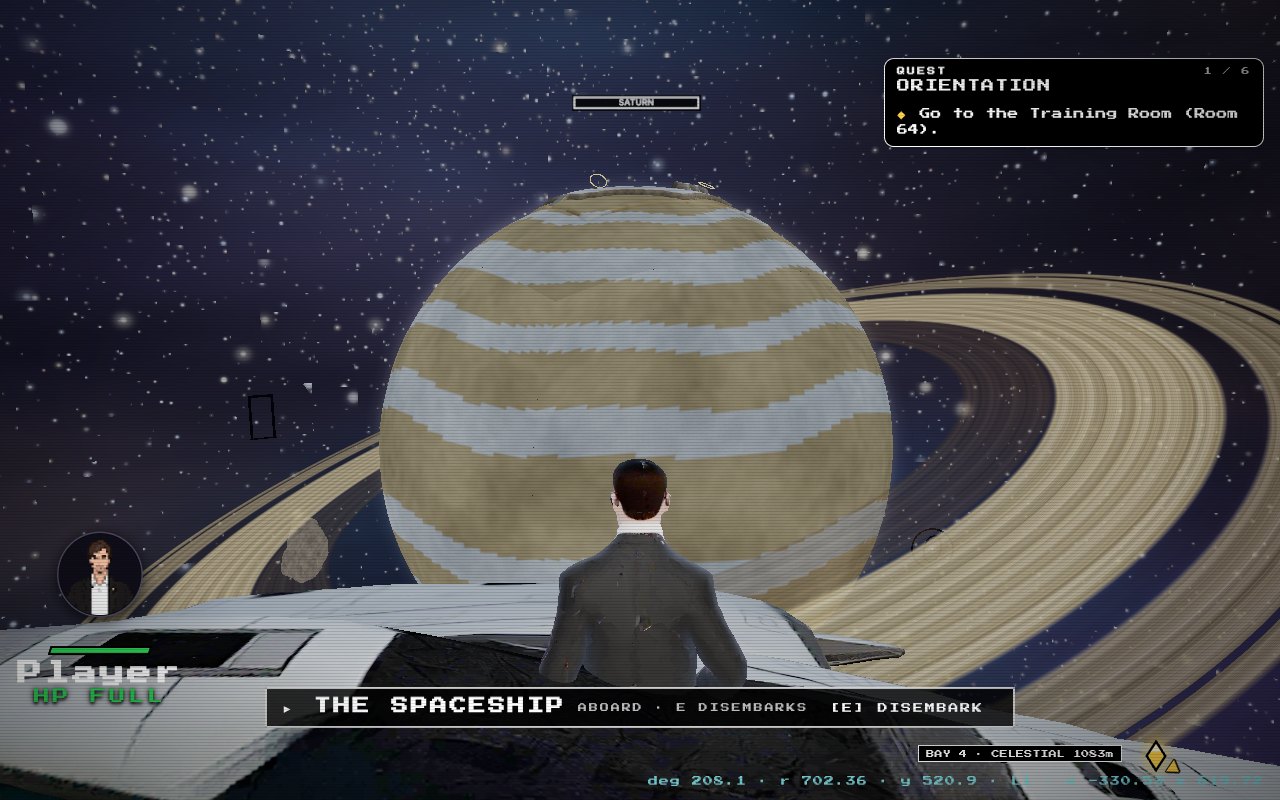 QUEST 1 / 6
ORIENTATION
◆ Go to the Training Room (Room
64).
SATURN
Player
HP FULL
▸ THE SPACESHIP ABOARD · E DISEMBARKS [E] DISEMBARK
BAY 4 · CELESTIAL 1083m
deg 208.1 · r 702.36 · y 520.9 ·